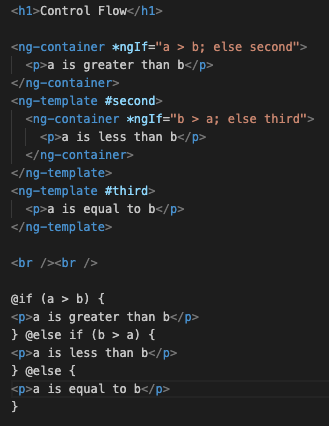 <h1>Control Flow</h1>

<ng-container *ngIf="a > b; else second">
  <p>a is greater than b</p>
</ng-container>
<ng-template #second>
  <ng-container *ngIf="b > a; else third">
    <p>a is less than b</p>
  </ng-container>
</ng-template>
<ng-template #third>
  <p>a is equal to b</p>
</ng-template>

<br /><br />

@if (a > b) {
<p>a is greater than b</p>
} @else if (b > a) {
<p>a is less than b</p>
} @else {
<p>a is equal to b</p>
}